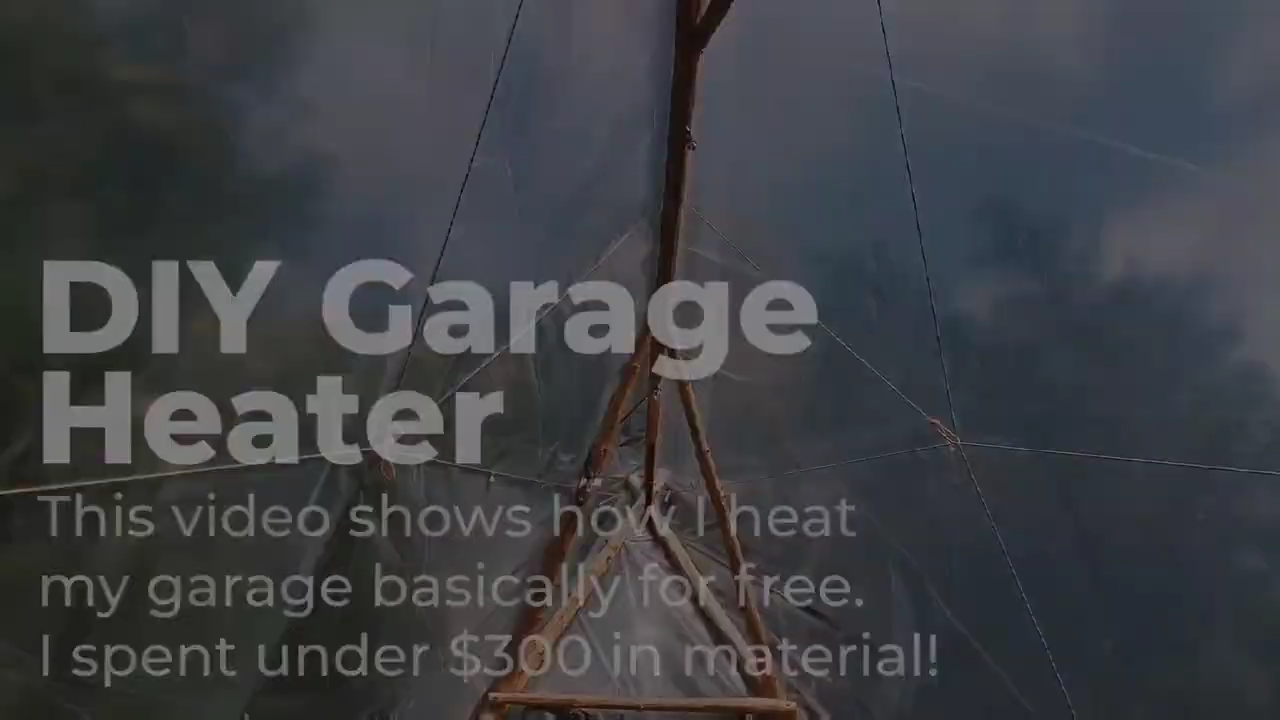 DIY Garage
Heater
This video shows how I heat
my garage basically for free.
I spent under $300 in material!